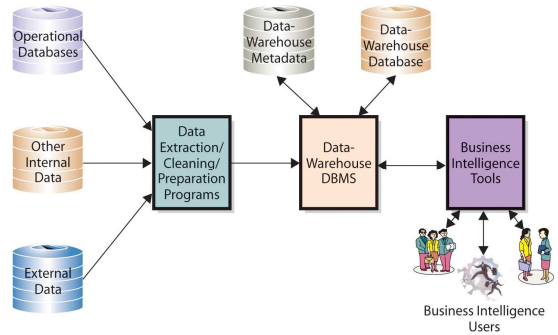 Operational
Databases
Data-
Warehouse
Metadata
Data-
Warehouse
Database
Other
Internal
Data
Data
Extraction/
Cleaning/
Preparation
Programs
Data-
Warehouse
DBMS
Business
Intelligence
Tools
External
Data
Business Intelligence
Users